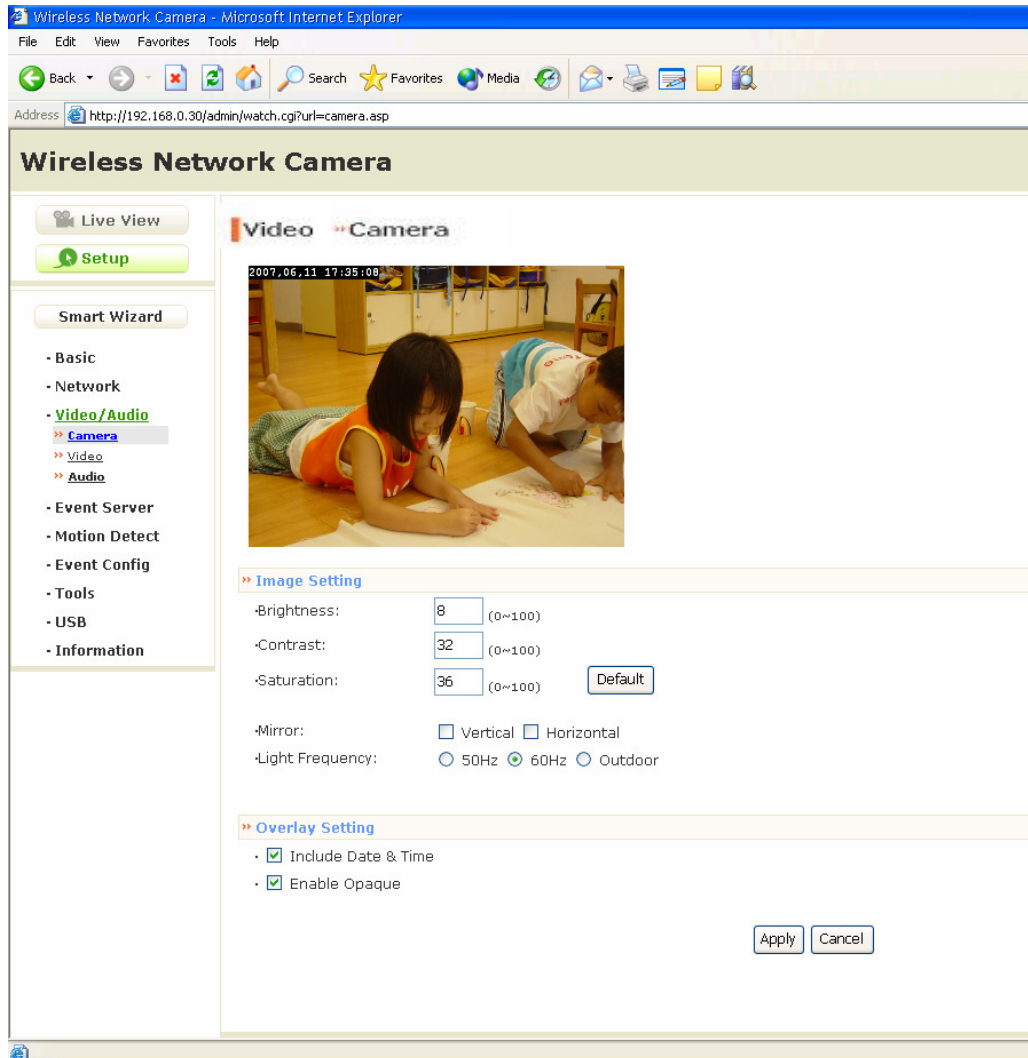 Wireless Network Camera - Microsoft Internet Explorer
File Edit View Favorites Tools Help
Back Search Favorites Media
Address http://192.168.0.30/admin/watch.cgi?url=camera.asp
Wireless Network Camera
Live View
Setup
Smart Wizard
- Basic
- Network
- Video/Audio
» Camera
» Video
» Audio
- Event Server
- Motion Detect
- Event Config
- Tools
- USB
- Information
Video »Camera
2007,06,11 17:35:08
» Image Setting
·Brightness: 8 (0~100)
·Contrast: 32 (0~100)
·Saturation: 36 (0~100) Default
·Mirror: Vertical Horizontal
·Light Frequency: 50Hz 60Hz Outdoor
» Overlay Setting
· Include Date & Time
· Enable Opaque
Apply Cancel